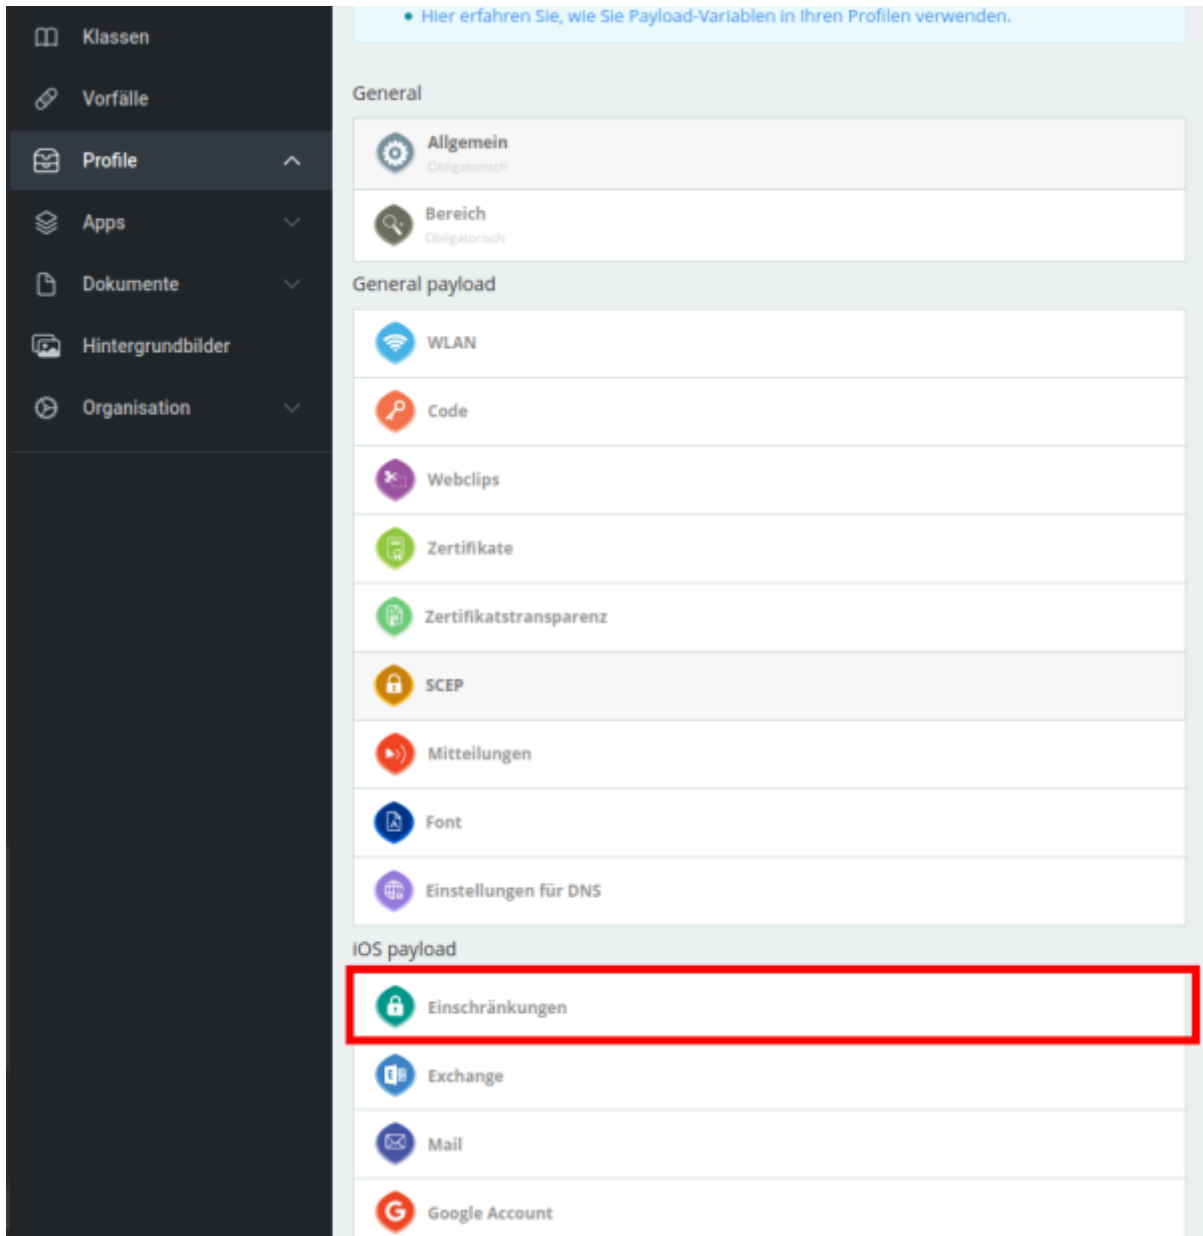 Klassen
Vorfälle
Profile
Apps
Dokumente
Hintergrundbilder
Organisation
Hier erfahren Sie, wie Sie Payload-Variablen in Ihren Profilen verwenden.
General
Allgemein
Obligatorisch
Bereich
Obligatorisch
General payload
WLAN
Code
Webclips
Zertifikate
Zertifikatstransparenz
SCEP
Mitteilungen
Font
Einstellungen für DNS
iOS payload
Einschränkungen
Exchange
Mail
Google Account